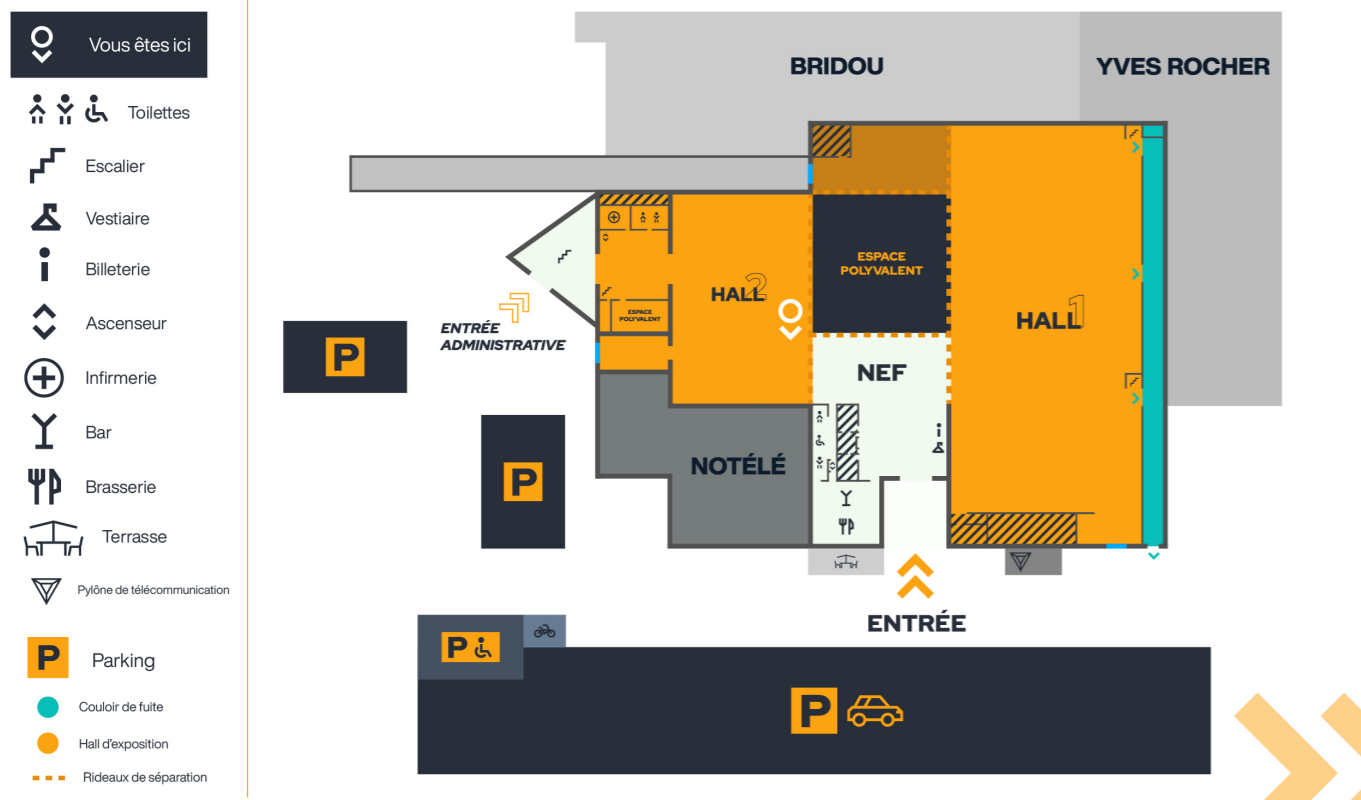 Vous êtes ici
Toilettes
Escalier
Vestiaire
Billeterie
Ascenseur
Infirmerie
Bar
Brasserie
Terrasse
Pylône de télécommunication
P
Parking
Couloir de fuite
Hall d'exposition
Rideaux de séparation
BRIDOU
YVES ROCHER
ESPACE
POLYVALENT
HALL 2
HALL 1
ESPACE
POLYVALENT
ENTRÉE
ADMINISTRATIVE
P
NEF
P
NOTÉLÉ
ENTRÉE
P
P